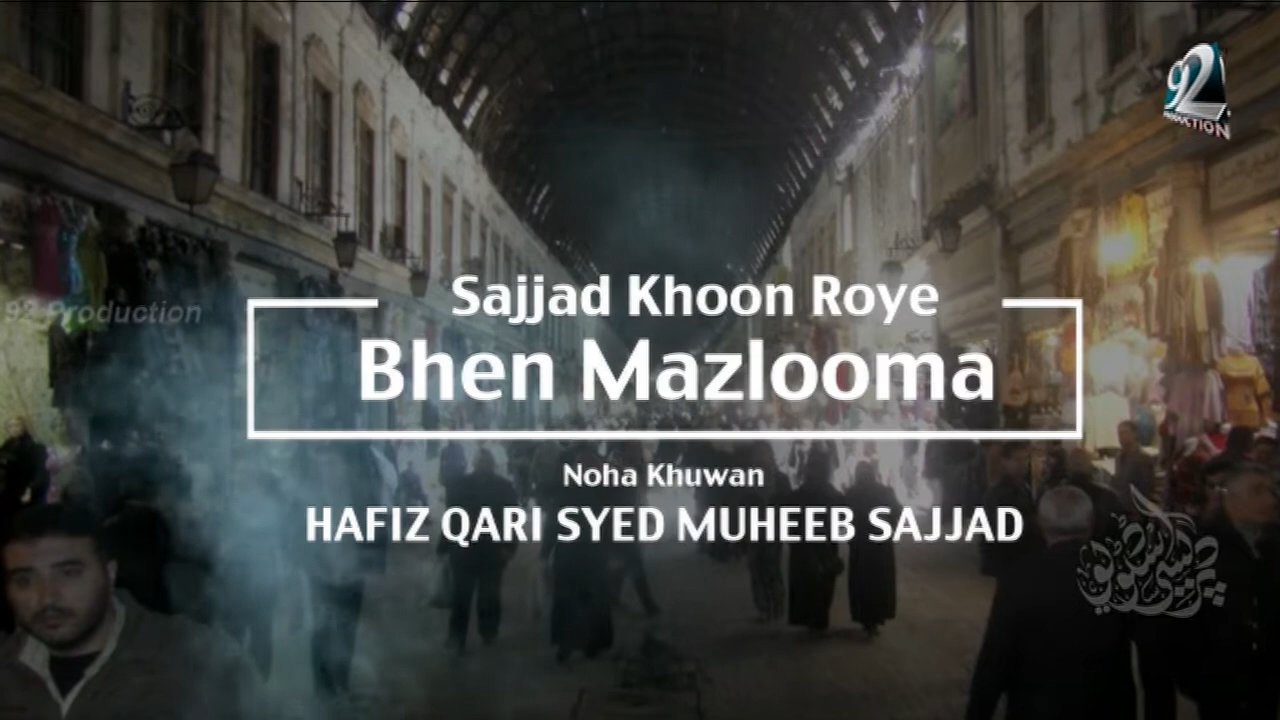 92
PRODUCTION
92 Production
Sajjad Khoon Roye
Bhen Mazlooma
Noha Khuwan
HAFIZ QARI SYED MUHEEB SAJJAD